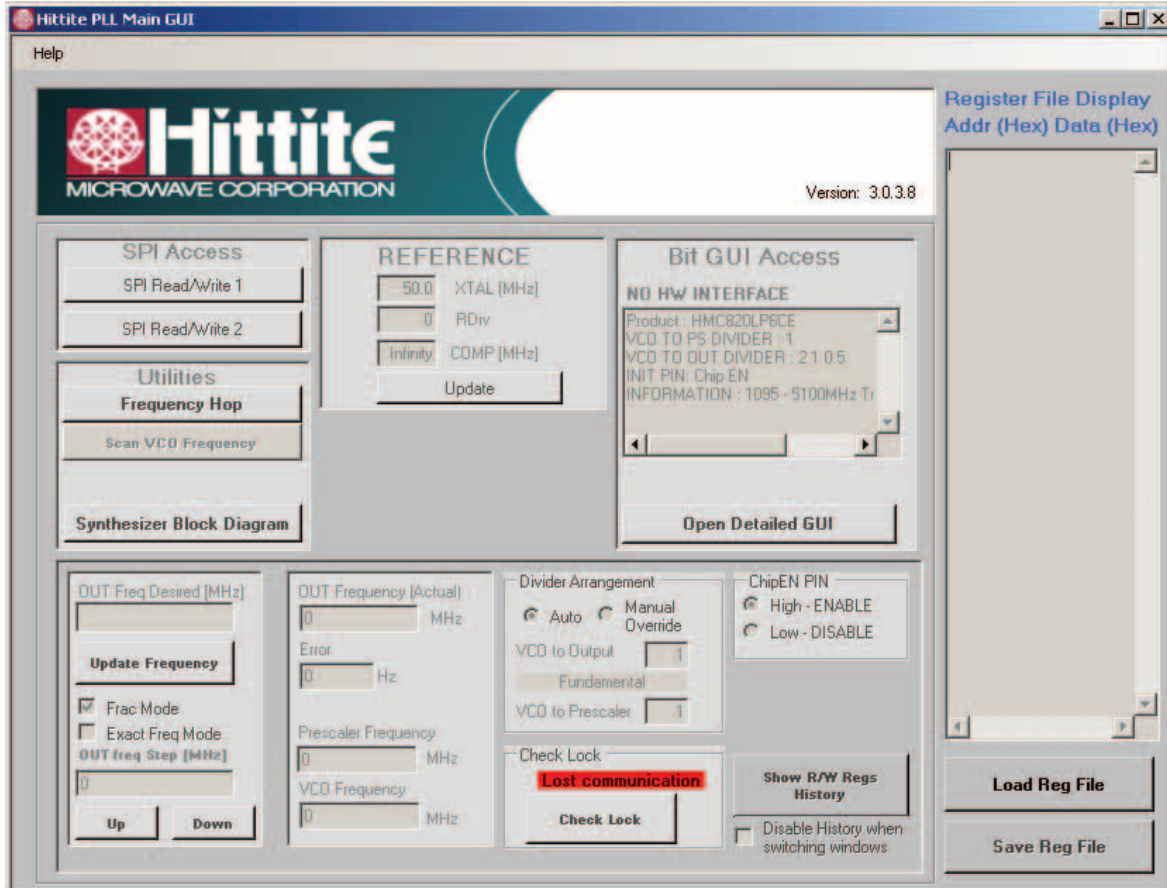 Hittite PLL Main GUI
Help
Hittite
MICROWAVE CORPORATION
Version: 3.0.3.8
Register File Display
Addr (Hex) Data (Hex)
SPI Access
SPI Read/Write 1
SPI Read/Write 2
Utilities
Frequency Hop
Scan VCO Frequency
Synthesizer Block Diagram
REFERENCE
50.0 XTAL (MHz)
0 RDiv
Infinity COMP (MHz)
Update
Bit GUI Access
NO HW INTERFACE
Product : HMC820LP6CE
VCO TO PS DIVIDER : 1
VCO TO OUT DIVIDER : 2 1 0.5
INIT PIN: Chip EN
INFORMATION : 1095 - 5100MHz Tr
Open Detailed GUI
OUT Freq Desired [MHz]
Update Frequency
Frac Mode
Exact Freq Mode
OUT freq Step [MHz]
0
Up Down
OUT Frequency (Actual)
0 MHz
Error
0 Hz
Prescaler Frequency
0 MHz
VCO Frequency
0 MHz
Divider Arrangement
Auto Manual Override
VCO to Output 1
Fundamental
VCO to Prescaler 1
Check Lock
Lost communication
Check Lock
ChipEN PIN
High - ENABLE
Low - DISABLE
Show R/W Regs
History
Disable History when
switching windows
Load Reg File
Save Reg File